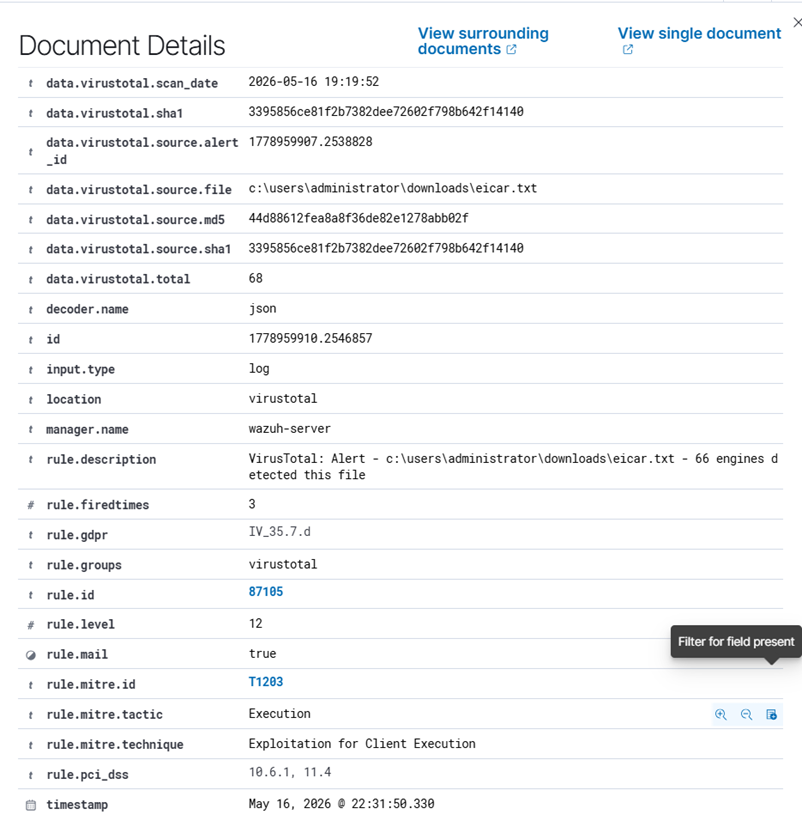 Document Details
View surrounding
documents
View single document
t data.virustotal.scan_date 2026-05-16 19:19:52
t data.virustotal.sha1 3395856ce81f2b7382dee72602f798b642f14140
t data.virustotal.source.alert
_id 1778959907.2538828
t data.virustotal.source.file c:\users\administrator\downloads\eicar.txt
t data.virustotal.source.md5 44d88612fea8a8f36de82e1278abb02f
t data.virustotal.source.sha1 3395856ce81f2b7382dee72602f798b642f14140
t data.virustotal.total 68
t decoder.name json
t id 1778959910.2546857
t input.type log
t location virustotal
t manager.name wazuh-server
t rule.description VirusTotal: Alert - c:\users\administrator\downloads\eicar.txt - 66 engines d
etected this file
# rule.firedtimes 3
t rule.gdpr IV_35.7.d
t rule.groups virustotal
t rule.id 87105
# rule.level 12
Filter for field present
rule.mail true
t rule.mitre.id T1203
t rule.mitre.tactic Execution
t rule.mitre.technique Exploitation for Client Execution
t rule.pci_dss 10.6.1, 11.4
timestamp May 16, 2026 @ 22:31:50.330